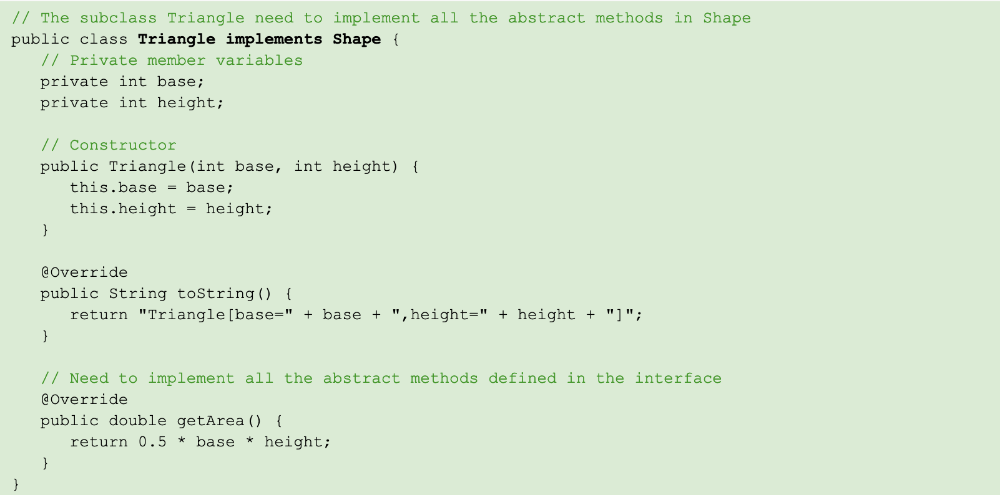 // The subclass Triangle need to implement all the abstract methods in Shape
public class Triangle implements Shape {
   // Private member variables
   private int base;
   private int height;

   // Constructor
   public Triangle(int base, int height) {
      this.base = base;
      this.height = height;
   }

   @Override
   public String toString() {
      return "Triangle[base=" + base + ",height=" + height + "]";
   }

   // Need to implement all the abstract methods defined in the interface
   @Override
   public double getArea() {
      return 0.5 * base * height;
   }
}